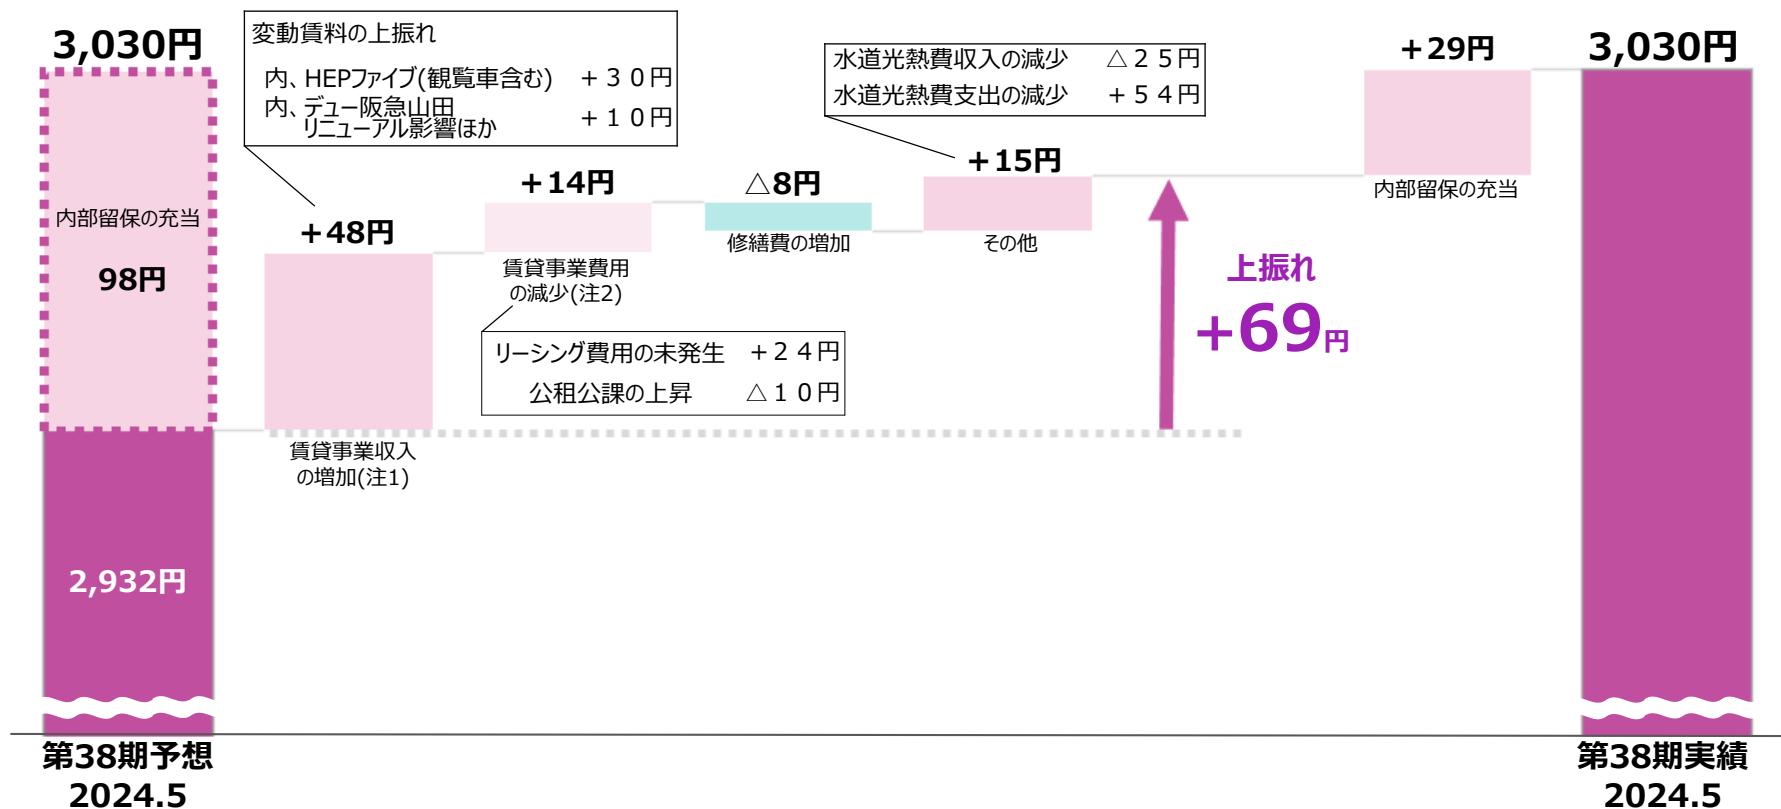 3,030円
内部留保の充当
98円
2,932円
第38期予想
2024.5
変動賃料の上振れ
内、HEPファイブ(観覧車含む) +30円
内、デュー阪急山田
リニューアル影響ほか +10円
+48円
賃貸事業収入
の増加(注1)
+14円
賃貸事業費用
の減少(注2)
リーシング費用の未発生 +24円
公租公課の上昇 △10円
△8円
修繕費の増加
水道光熱費収入の減少 △25円
水道光熱費支出の減少 +54円
+15円
その他
上振れ
+69円
+29円
内部留保の充当
3,030円
第38期実績
2024.5